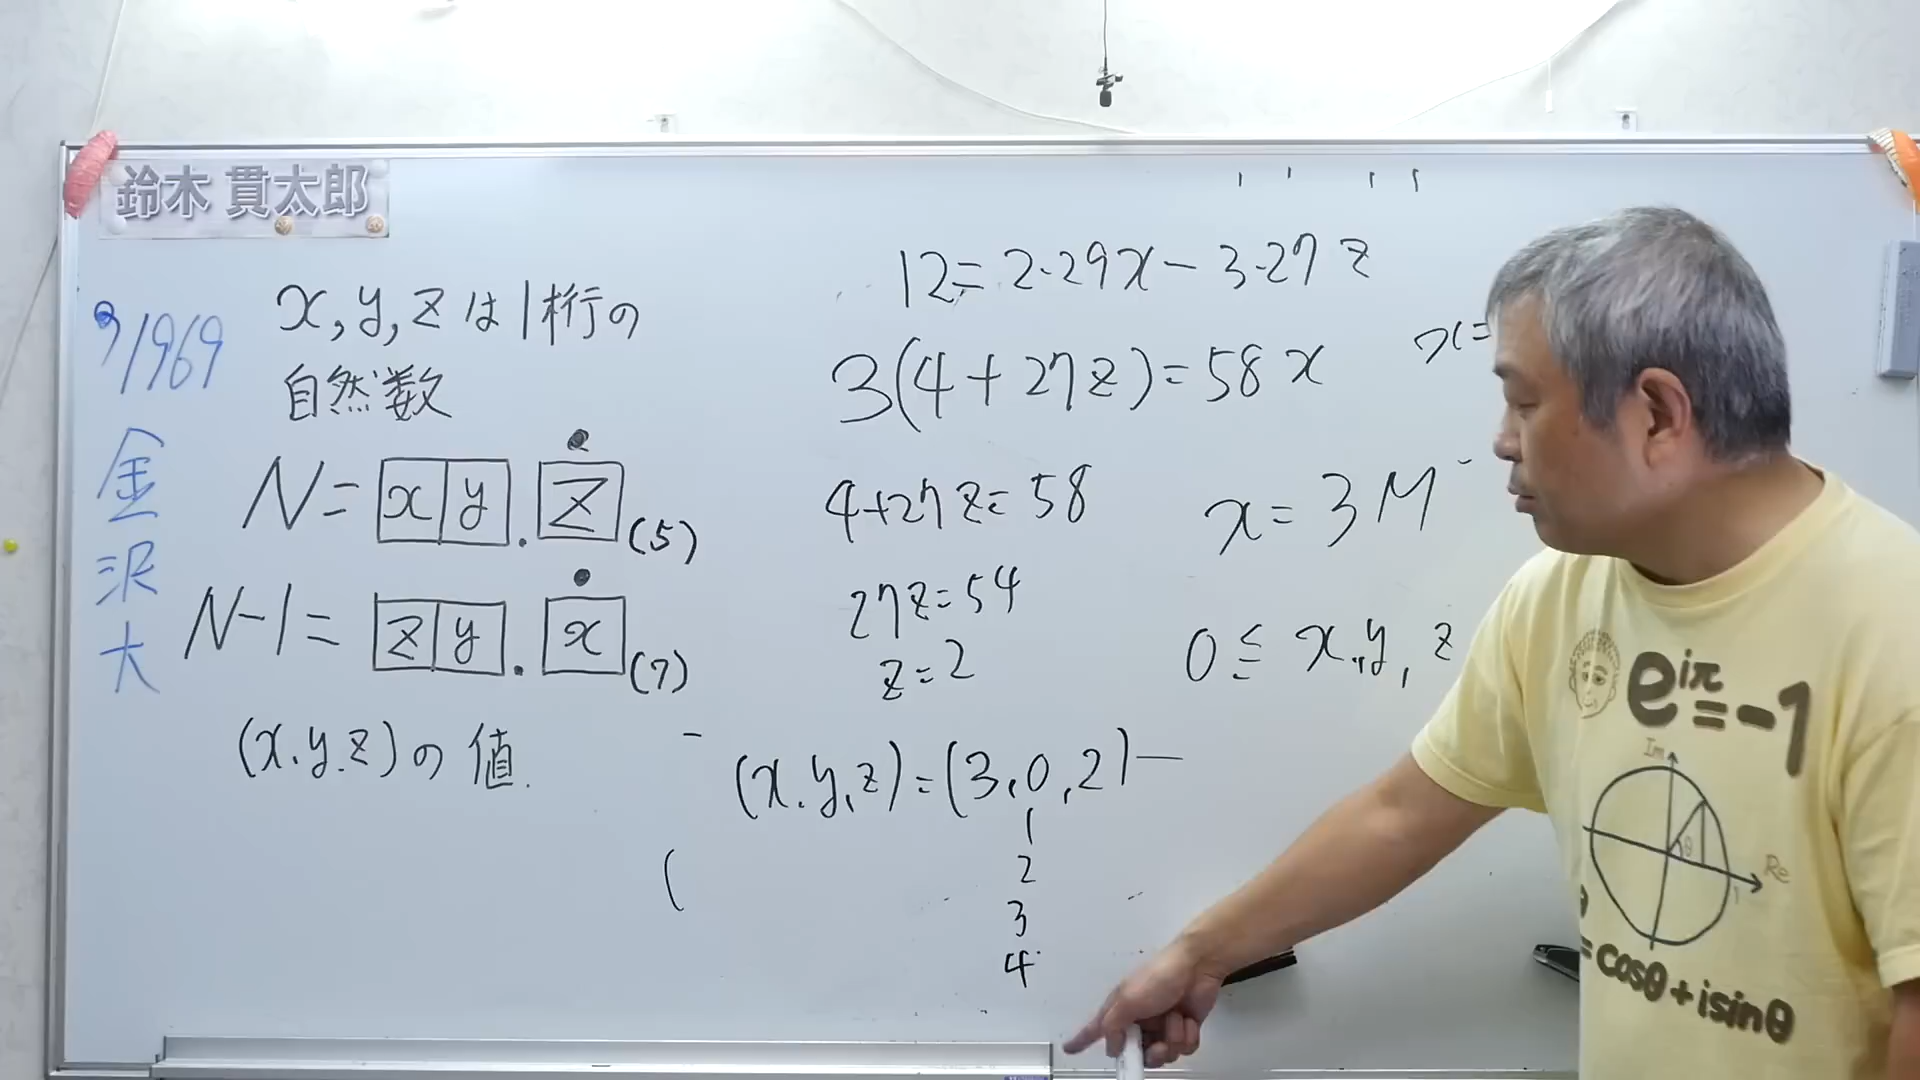 鈴木 貫太郎
'1969
金沢大
x, y, z は 1桁の
自然数
N = x y . ż (5)
N-1 = z y . ẋ (7)
(x.y.z)の値.
12 = 2·29x - 3·27z
3(4+27z) = 58x
4+27z = 58
27z = 54
z = 2
(x.y,z) = (3,0,2)
1
2
3
4
(
x =
x = 3M
0 ≦ x,y, z
e^iπ = -1
Im
θ
1
Re
= cosθ + isinθ